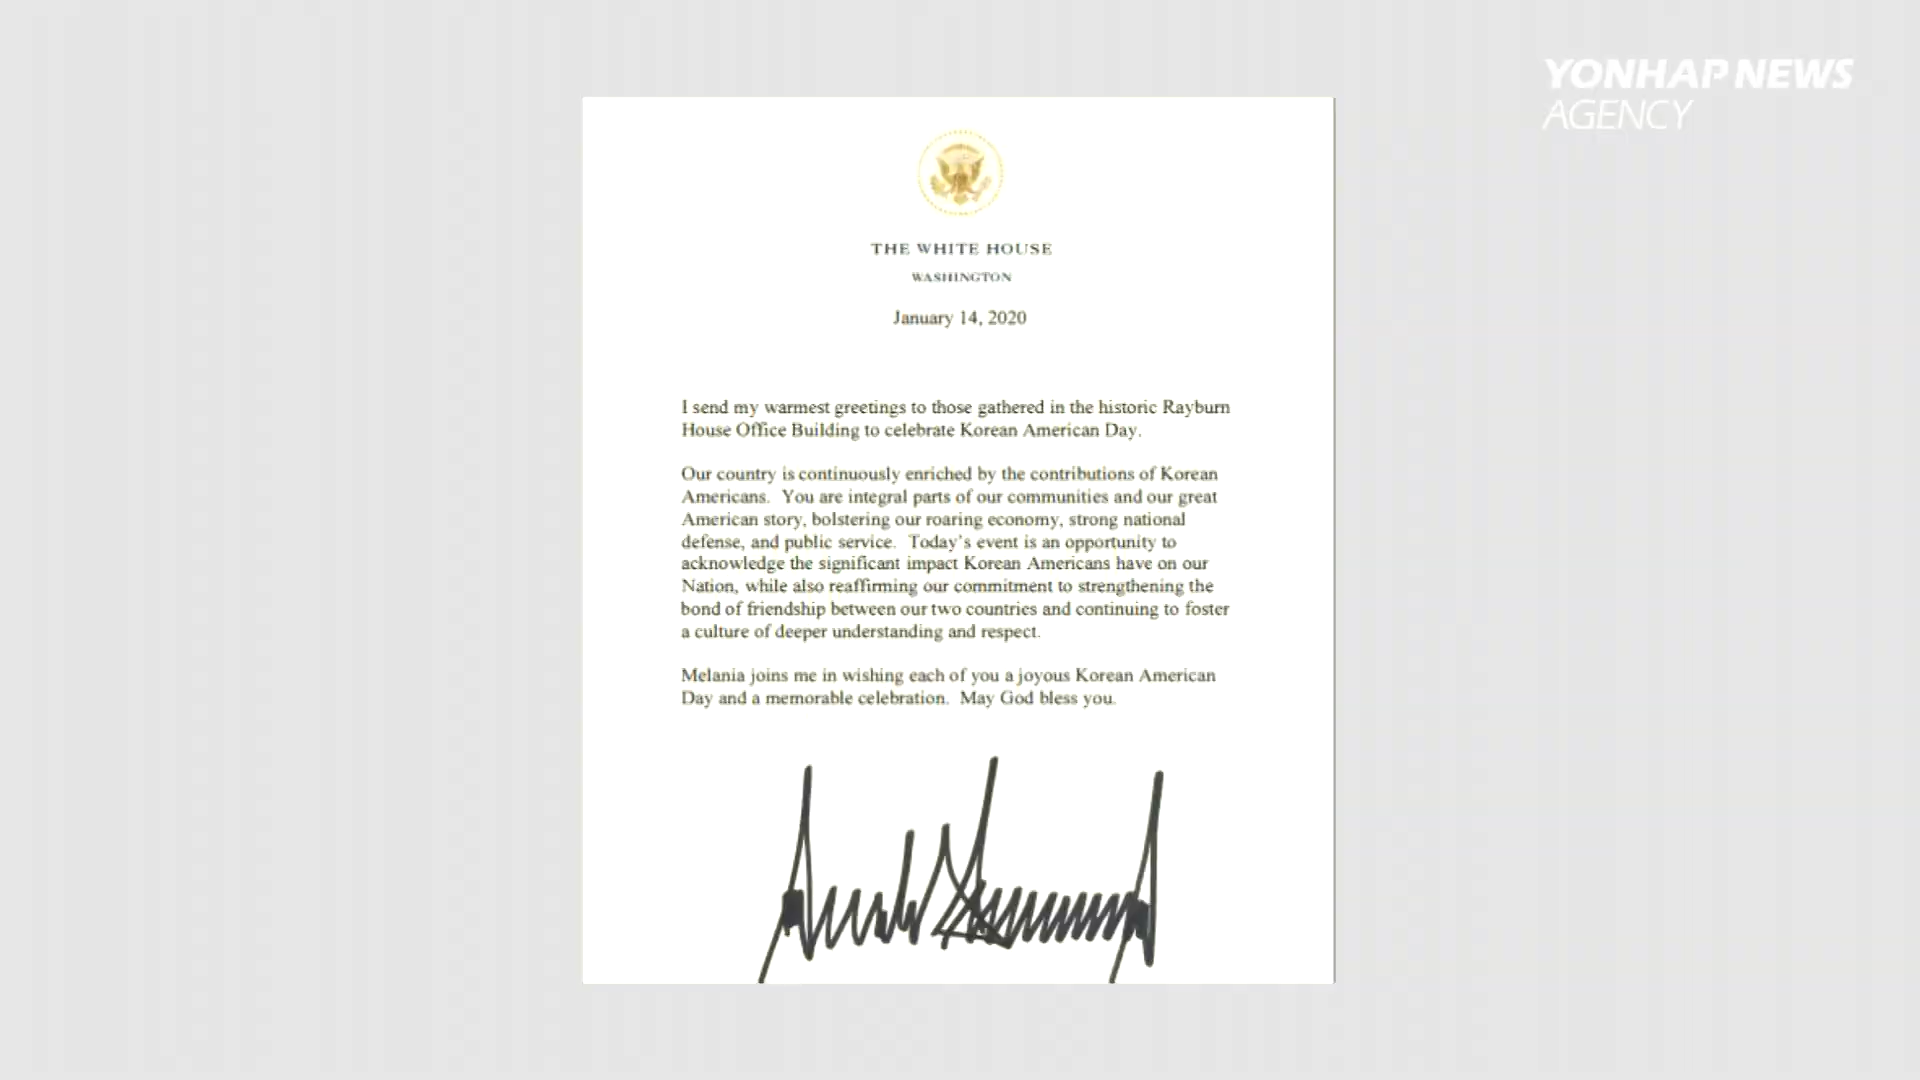 YONHAP NEWS
AGENCY
THE WHITE HOUSE
WASHINGTON
January 14, 2020
I send my warmest greetings to those gathered in the historic Rayburn
House Office Building to celebrate Korean American Day.
Our country is continuously enriched by the contributions of Korean
Americans.  You are integral parts of our communities and our great
American story, bolstering our roaring economy, strong national
defense, and public service.  Today's event is an opportunity to
acknowledge the significant impact Korean Americans have on our
Nation, while also reaffirming our commitment to strengthening the
bond of friendship between our two countries and continuing to foster
a culture of deeper understanding and respect.
Melania joins me in wishing each of you a joyous Korean American
Day and a memorable celebration.  May God bless you.